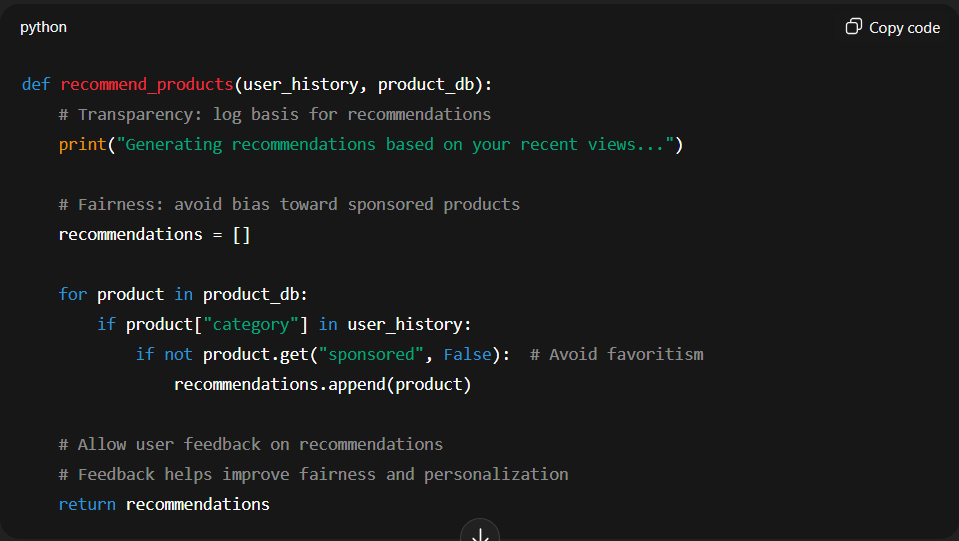 python
Copy code
def recommend_products(user_history, product_db):
    # Transparency: log basis for recommendations
    print("Generating recommendations based on your recent views...")
    # Fairness: avoid bias toward sponsored products
    recommendations = []
    for product in product_db:
        if product["category"] in user_history:
            if not product.get("sponsored", False):  # Avoid favoritism
                recommendations.append(product)
    # Allow user feedback on recommendations
    # Feedback helps improve fairness and personalization
    return recommendations